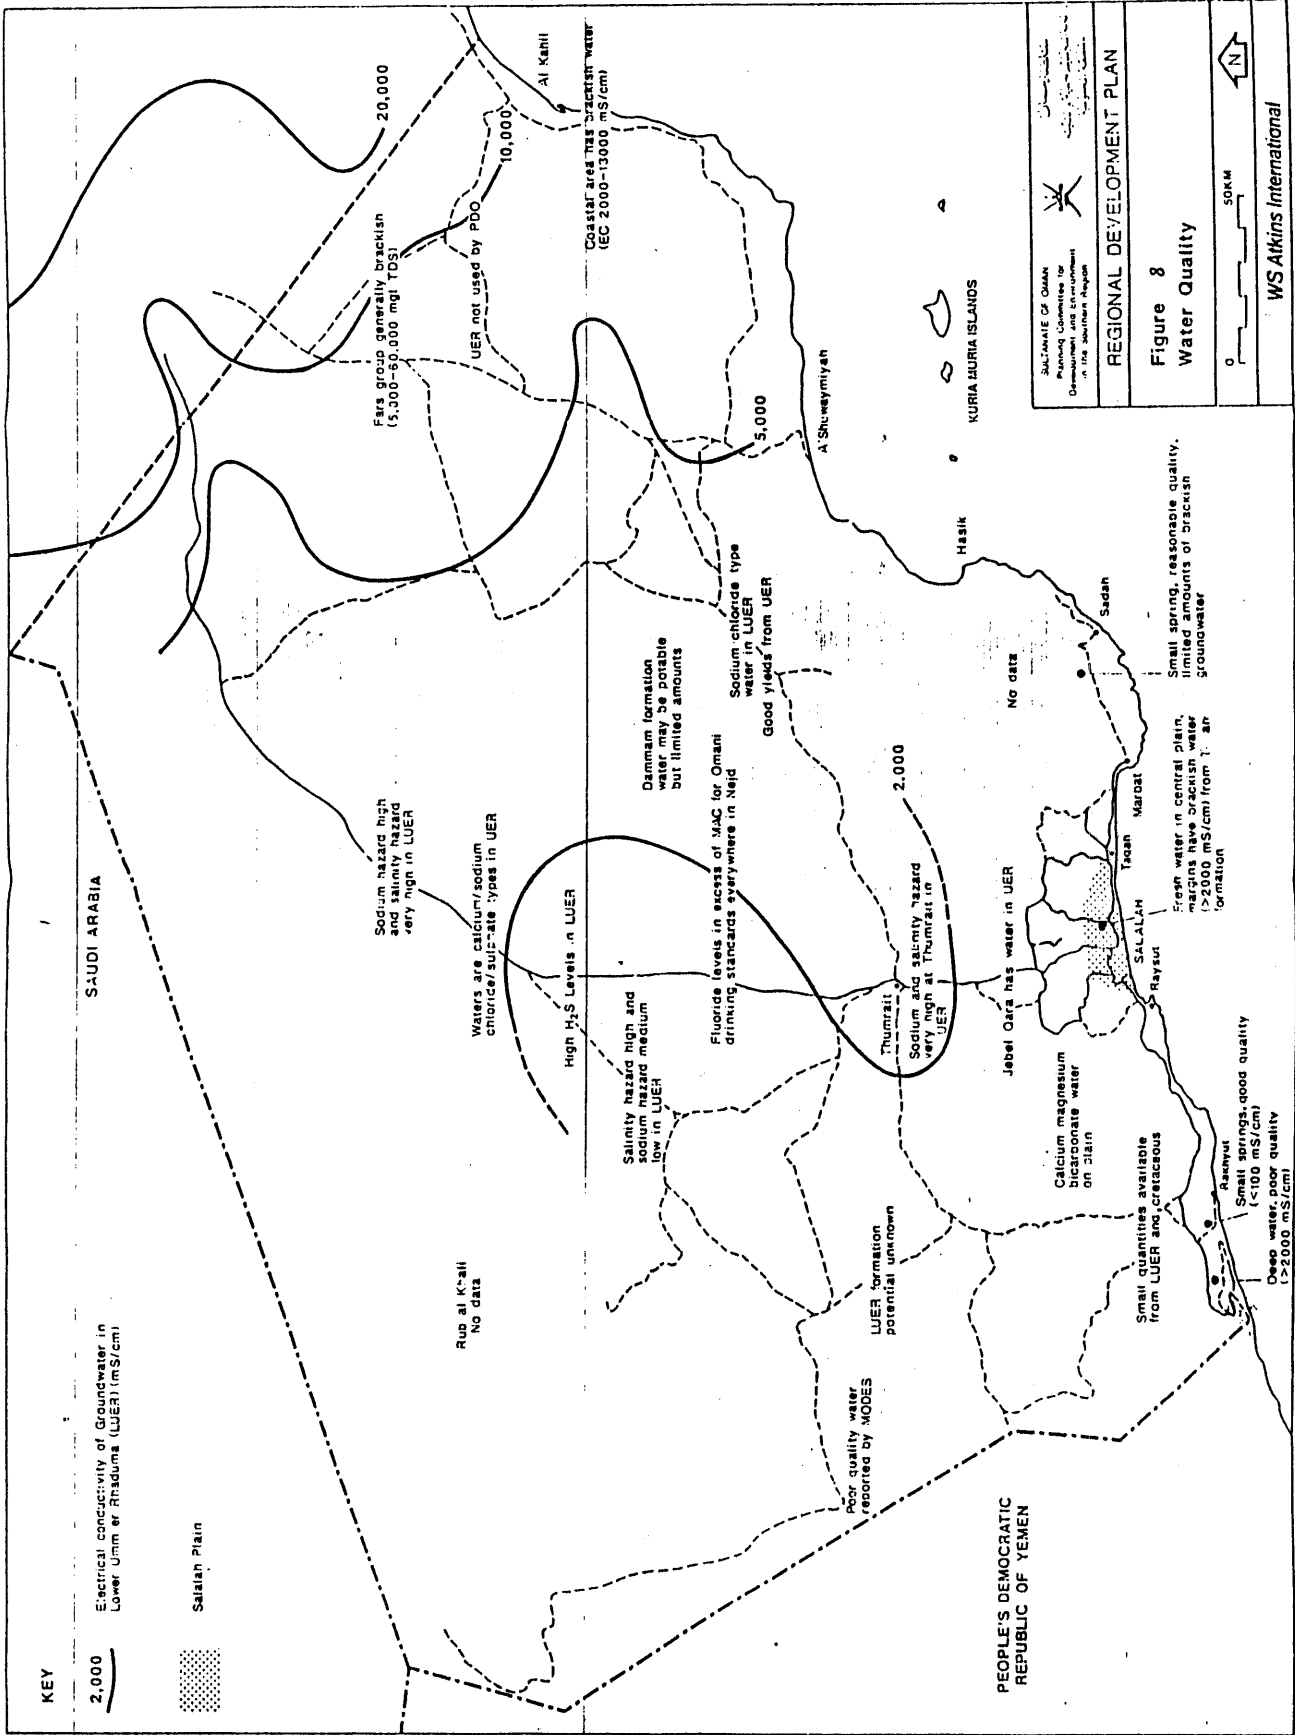 KEY
2,000
Electrical conductivity of Groundwater in
Lower Umm er Rhaduma (LUER) (mS/cm)
Salalah Plain
SAUDI ARABIA
20,000
Al Kahil
10,000
Fars group generally brackish
(5,000-60,000 mgl TDS)
UER not used by PDO
Coastal area has brackish water
(EC 2000-13000 mS/cm)
Sodium hazard high
and salinity hazard
very high in LUER
Waters are calcium/sodium
chloride/sulphate types in UER
Rub al Khali
No data
High H₂S Levels in LUER
Salinity hazard high and
sodium hazard medium
low in LUER
Dammam formation
water may be potable
but limited amounts
Fluoride levels in excess of MAC for Omani
drinking standards everywhere in Nejd
Sodium chloride type
water in LUER
Good yields from UER
5,000
A'Shuwaymiyah
2,000
Thumrait
Sodium and salinity hazard
very high at Thumrait in
UER
LUER formation
potential unknown
Poor quality water
reported by MODES
KURIA MURIA ISLANDS
Hasik
No data
Sadah
Jebel Qara has water in UER
Calcium magnesium
bicarbonate water
on plain
PEOPLE'S DEMOCRATIC
REPUBLIC OF YEMEN
Small quantities available
from LUER and cretaceous
Marbat
Taqah
SALALAH
Raysut
Rakhyut
Small spring, reasonable quality,
limited amounts of brackish
groundwater
Fresh water in central plain,
margins have brackish water
(>2000 mS/cm) from
formation
Small springs, good quality
(<100 mS/cm)
Deep water, poor quality
(>2000 mS/cm)
SULTANATE OF OMAN
Planning Committee for
Development and Environment
in the Southern Region
REGIONAL DEVELOPMENT PLAN
Figure 8
Water Quality
0
50KM
N
WS Atkins International